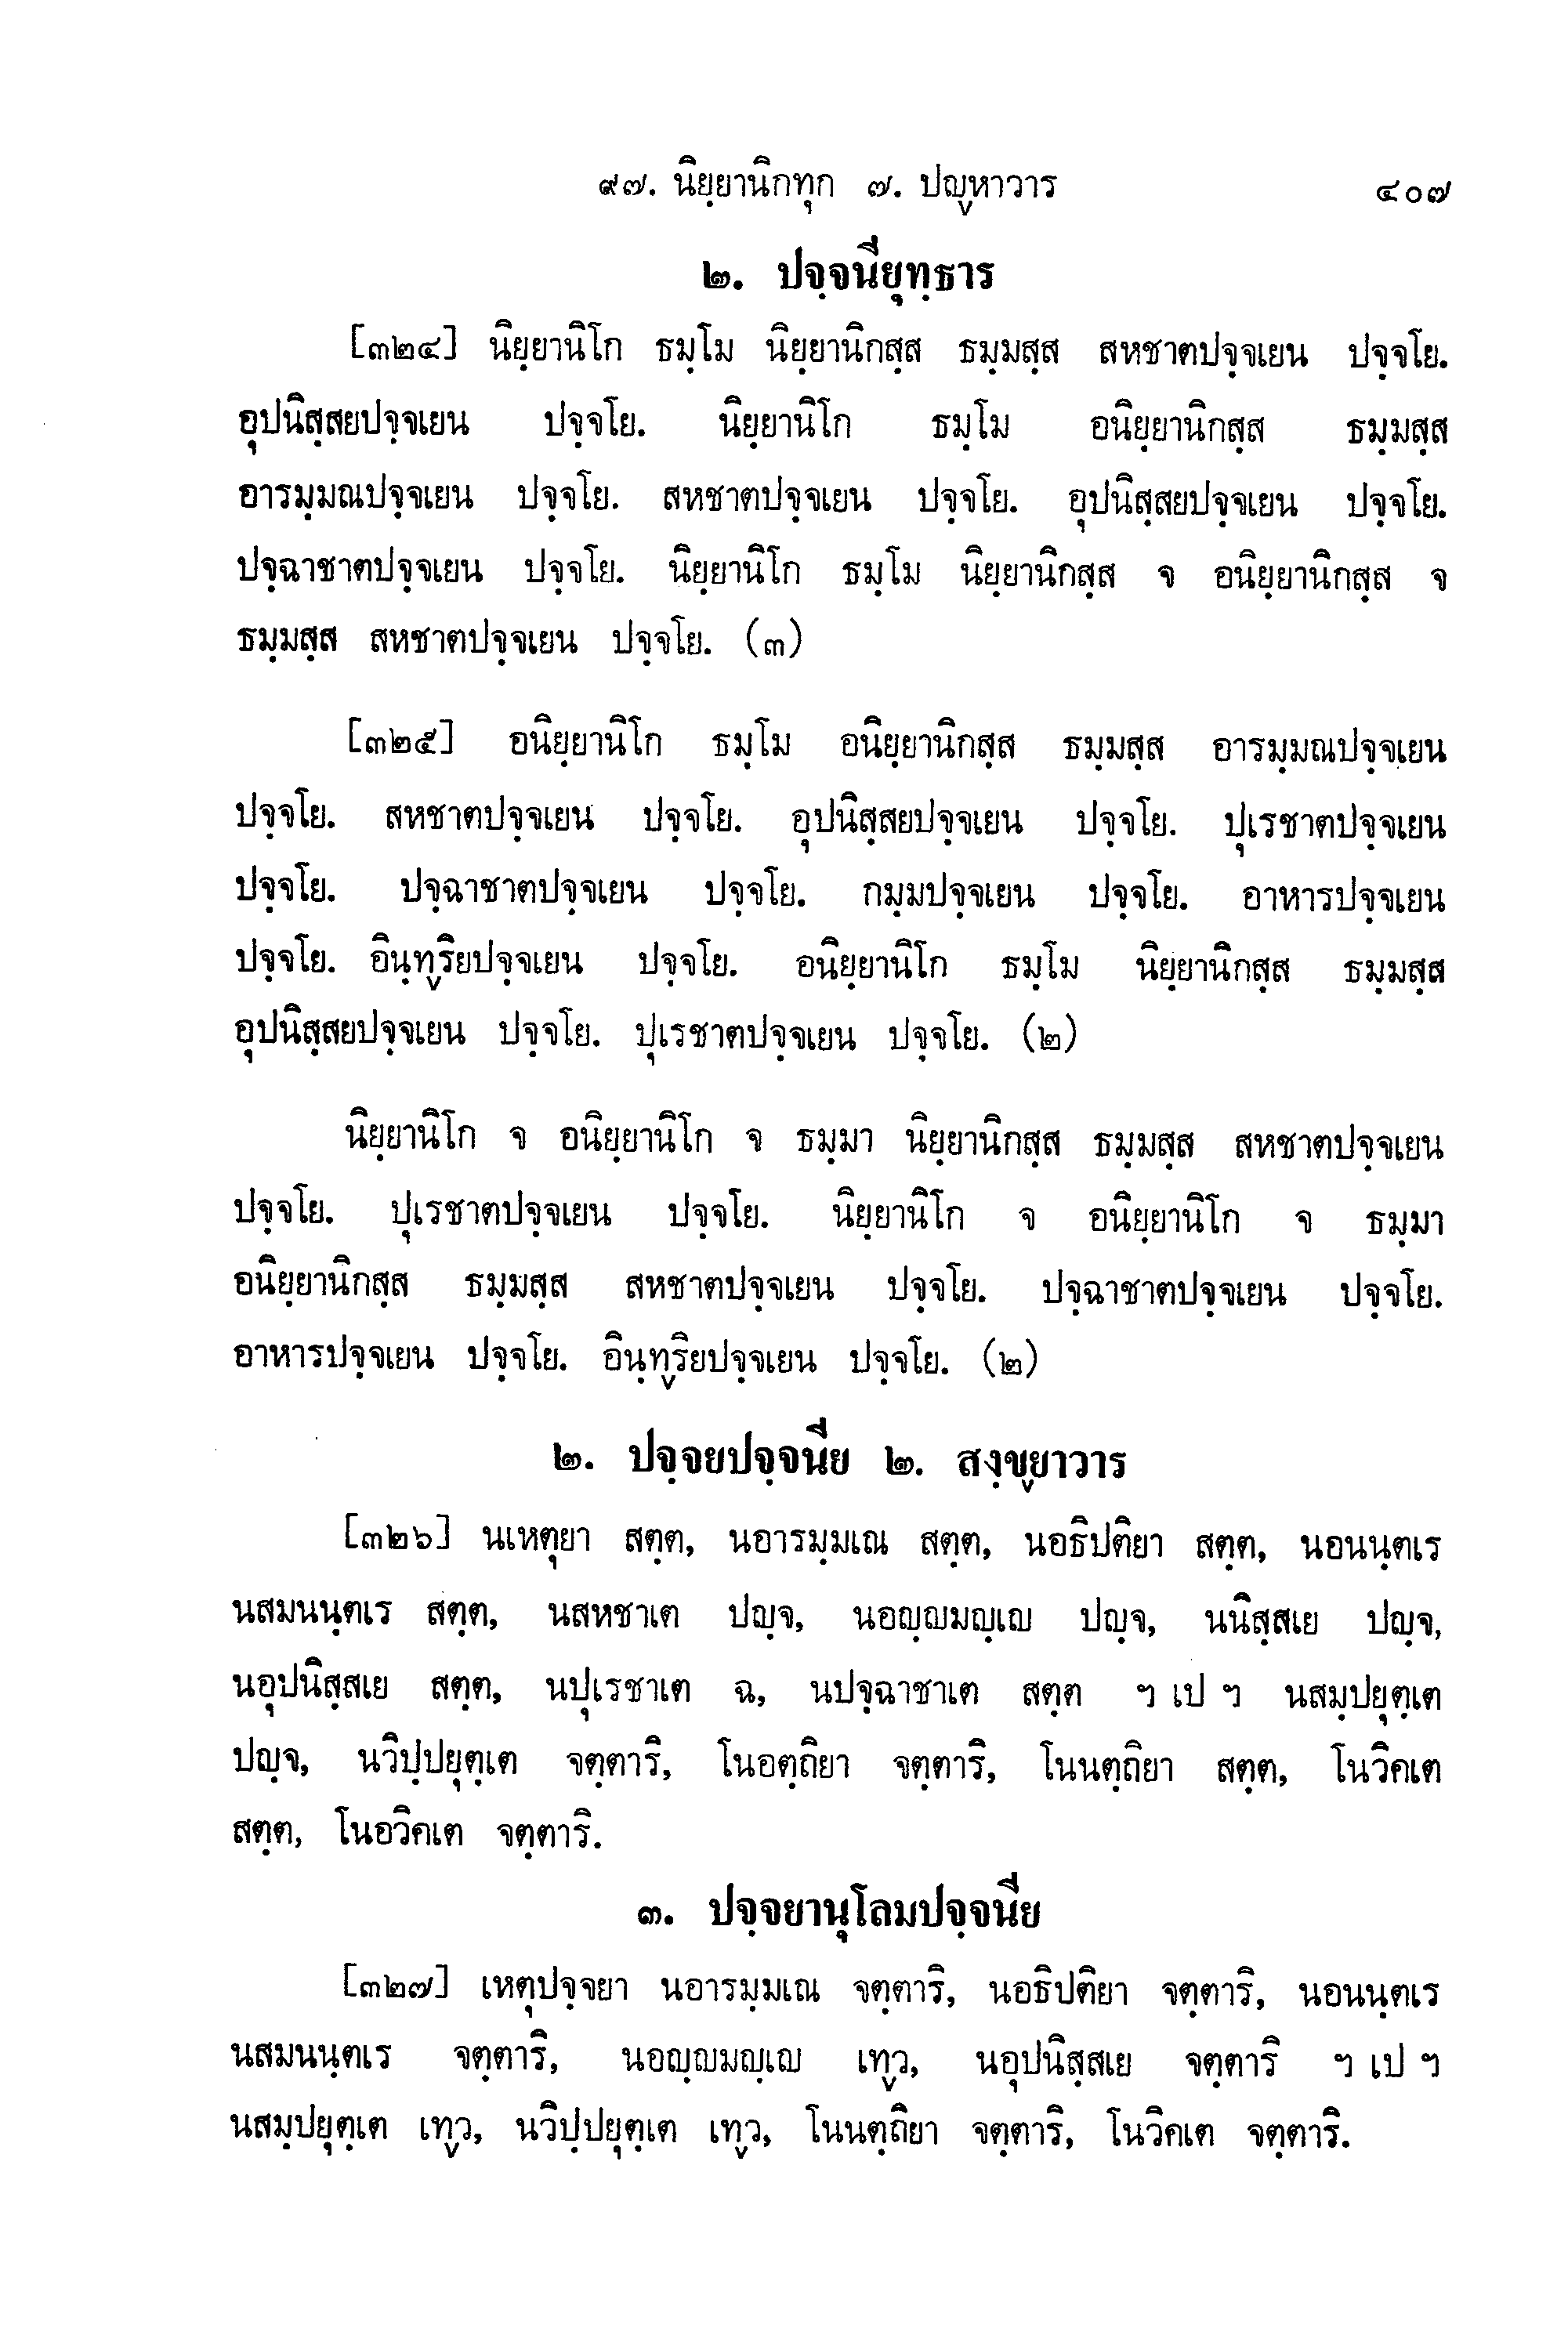 ๙๗. นิยฺยานิกทุก ๗. ปญฺหาวาร ๔๐๗
๒. ปจฺจนียุทฺธาร
[๓๒๔] นิยฺยานิโก ธมฺโม นิยฺยานิกสฺส ธมฺมสฺส สหชาตปจฺจเยน ปจฺจโย.
อุปนิสฺสยปจฺจเยน ปจฺจโย. นิยฺยานิโก ธมฺโม อนิยฺยานิกสฺส ธมฺมสฺส
อารมฺมณปจฺจเยน ปจฺจโย. สหชาตปจฺจเยน ปจฺจโย. อุปนิสฺสยปจฺจเยน ปจฺจโย.
ปจฺฉาชาตปจฺจเยน ปจฺจโย. นิยฺยานิโก ธมฺโม นิยฺยานิกสฺส จ อนิยฺยานิกสฺส จ
ธมฺมสฺส สหชาตปจฺจเยน ปจฺจโย. (๓)
[๓๒๕] อนิยฺยานิโก ธมฺโม อนิยฺยานิกสฺส ธมฺมสฺส อารมฺมณปจฺจเยน
ปจฺจโย. สหชาตปจฺจเยน ปจฺจโย. อุปนิสฺสยปจฺจเยน ปจฺจโย. ปุเรชาตปจฺจเยน
ปจฺจโย. ปจฺฉาชาตปจฺจเยน ปจฺจโย. กมฺมปจฺจเยน ปจฺจโย. อาหารปจฺจเยน
ปจฺจโย. อินฺทฺริยปจฺจเยน ปจฺจโย. อนิยฺยานิโก ธมฺโม นิยฺยานิกสฺส ธมฺมสฺส
อุปนิสฺสยปจฺจเยน ปจฺจโย. ปุเรชาตปจฺจเยน ปจฺจโย. (๒)
นิยฺยานิโก จ อนิยฺยานิโก จ ธมฺมา นิยฺยานิกสฺส ธมฺมสฺส สหชาตปจฺจเยน
ปจฺจโย. ปุเรชาตปจฺจเยน ปจฺจโย. นิยฺยานิโก จ อนิยฺยานิโก จ ธมฺมา
อนิยฺยานิกสฺส ธมฺมสฺส สหชาตปจฺจเยน ปจฺจโย. ปจฺฉาชาตปจฺจเยน ปจฺจโย.
อาหารปจฺจเยน ปจฺจโย. อินฺทฺริยปจฺจเยน ปจฺจโย. (๒)
๒. ปจฺจยปจฺจนีย ๒. สงฺขฺยาวาร
[๓๒๖] นเหตุยา สตฺต, นอารมฺมเณ สตฺต, นอธิปติยา สตฺต, นอนนฺตเร
นสมนนฺตเร สตฺต, นสหชาเต ปญฺจ, นอญฺญมญฺเญ ปญฺจ, นนิสฺสเย ปญฺจ,
นอุปนิสฺสเย สตฺต, นปุเรชาเต ฉ, นปจฺฉาชาเต สตฺต ฯ เป ฯ นสมฺปยุตฺเต
ปญฺจ, นวิปฺปยุตฺเต จตฺตาริ, โนอตฺถิยา จตฺตาริ, โนนตฺถิยา สตฺต, โนวิคเต
สตฺต, โนอวิคเต จตฺตาริ.
๓. ปจฺจยานุโลมปจฺจนีย
[๓๒๗] เหตุปจฺจยา นอารมฺมเณ จตฺตาริ, นอธิปติยา จตฺตาริ, นอนนฺตเร
นสมนนฺตเร จตฺตาริ, นอญฺญมญฺเญ เทฺว, นอุปนิสฺสเย จตฺตาริ ฯ เป ฯ
นสมฺปยุตฺเต เทฺว, นวิปฺปยุตฺเต เทฺว, โนนตฺถิยา จตฺตาริ, โนวิคเต จตฺตาริ.